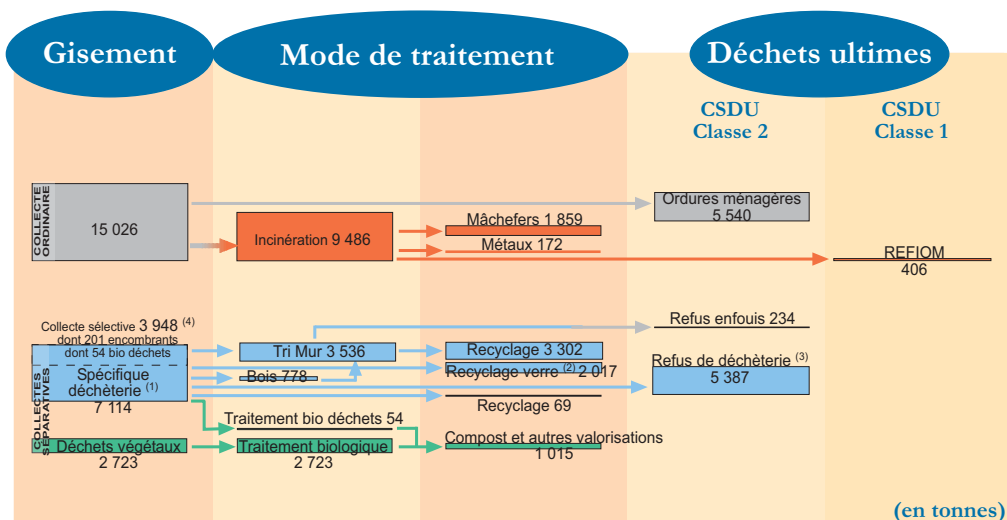 Gisement
Mode de traitement
Déchets ultimes
CSDU
Classe 2
CSDU
Classe 1
COLLECTE
ORDINAIRE
15 026
Incinération 9 486
Mâchefers 1 859
Métaux 172
Ordures ménagères
5 540
REFIOM
406
COLLECTES
SÉPARATIVES
Collecte sélective 3 948 (4)
dont 201 encombrants
dont 54 bio déchets
Spécifique
déchèterie (1)
7 114
Déchets végétaux
2 723
Tri Mur 3 536
Bois 778
Traitement bio déchets 54
Traitement biologique
2 723
Recyclage 3 302
Recyclage verre (2) 2 017
Recyclage 69
Compost et autres valorisations
1 015
Refus enfouis 234
Refus de déchèterie (3)
5 387
(en tonnes)